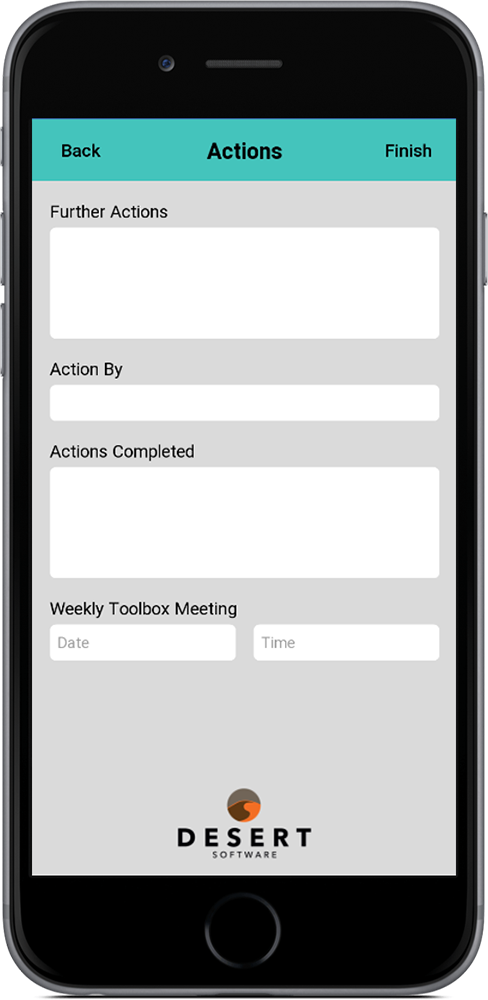 Back Actions Finish
Further Actions
Action By
Actions Completed
Weekly Toolbox Meeting
Date Time
DESERT
SOFTWARE